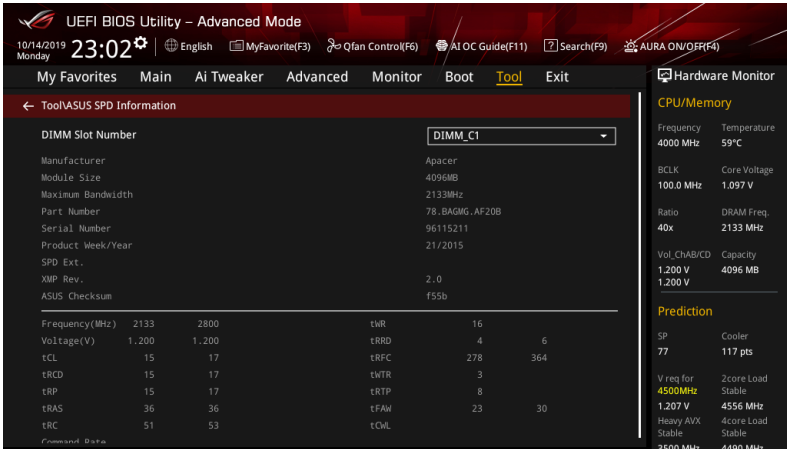 UEFI BIOS Utility – Advanced Mode
10/14/2019 Monday 23:02 English MyFavorite(F3) Qfan Control(F6) AI OC Guide(F11) Search(F9) AURA ON/OFF(F4)
My Favorites Main Ai Tweaker Advanced Monitor Boot Tool Exit
Tool\ASUS SPD Information
DIMM Slot Number DIMM_C1
Manufacturer Apacer
Module Size 4096MB
Maximum Bandwidth 2133MHz
Part Number 78.BAGMG.AF20B
Serial Number 96115211
Product Week/Year 21/2015
SPD Ext.
XMP Rev. 2.0
ASUS Checksum f55b
Frequency(MHz) 2133 2800 tWR 16
Voltage(V) 1.200 1.200 tRRD 4 6
tCL 15 17 tRFC 278 364
tRCD 15 17 tWTR 3
tRP 15 17 tRTP 8
tRAS 36 36 tFAW 23 30
tRC 51 53 tCWL
Command Rate
Hardware Monitor
CPU/Memory
Frequency Temperature
4000 MHz 59°C
BCLK Core Voltage
100.0 MHz 1.097 V
Ratio DRAM Freq.
40x 2133 MHz
Vol_ChAB/CD Capacity
1.200 V 4096 MB
1.200 V
Prediction
SP Cooler
77 117 pts
V req for 2core Load
4500MHz Stable
1.207 V 4556 MHz
Heavy AVX 4core Load
Stable Stable
3500 MHz 4490 MHz